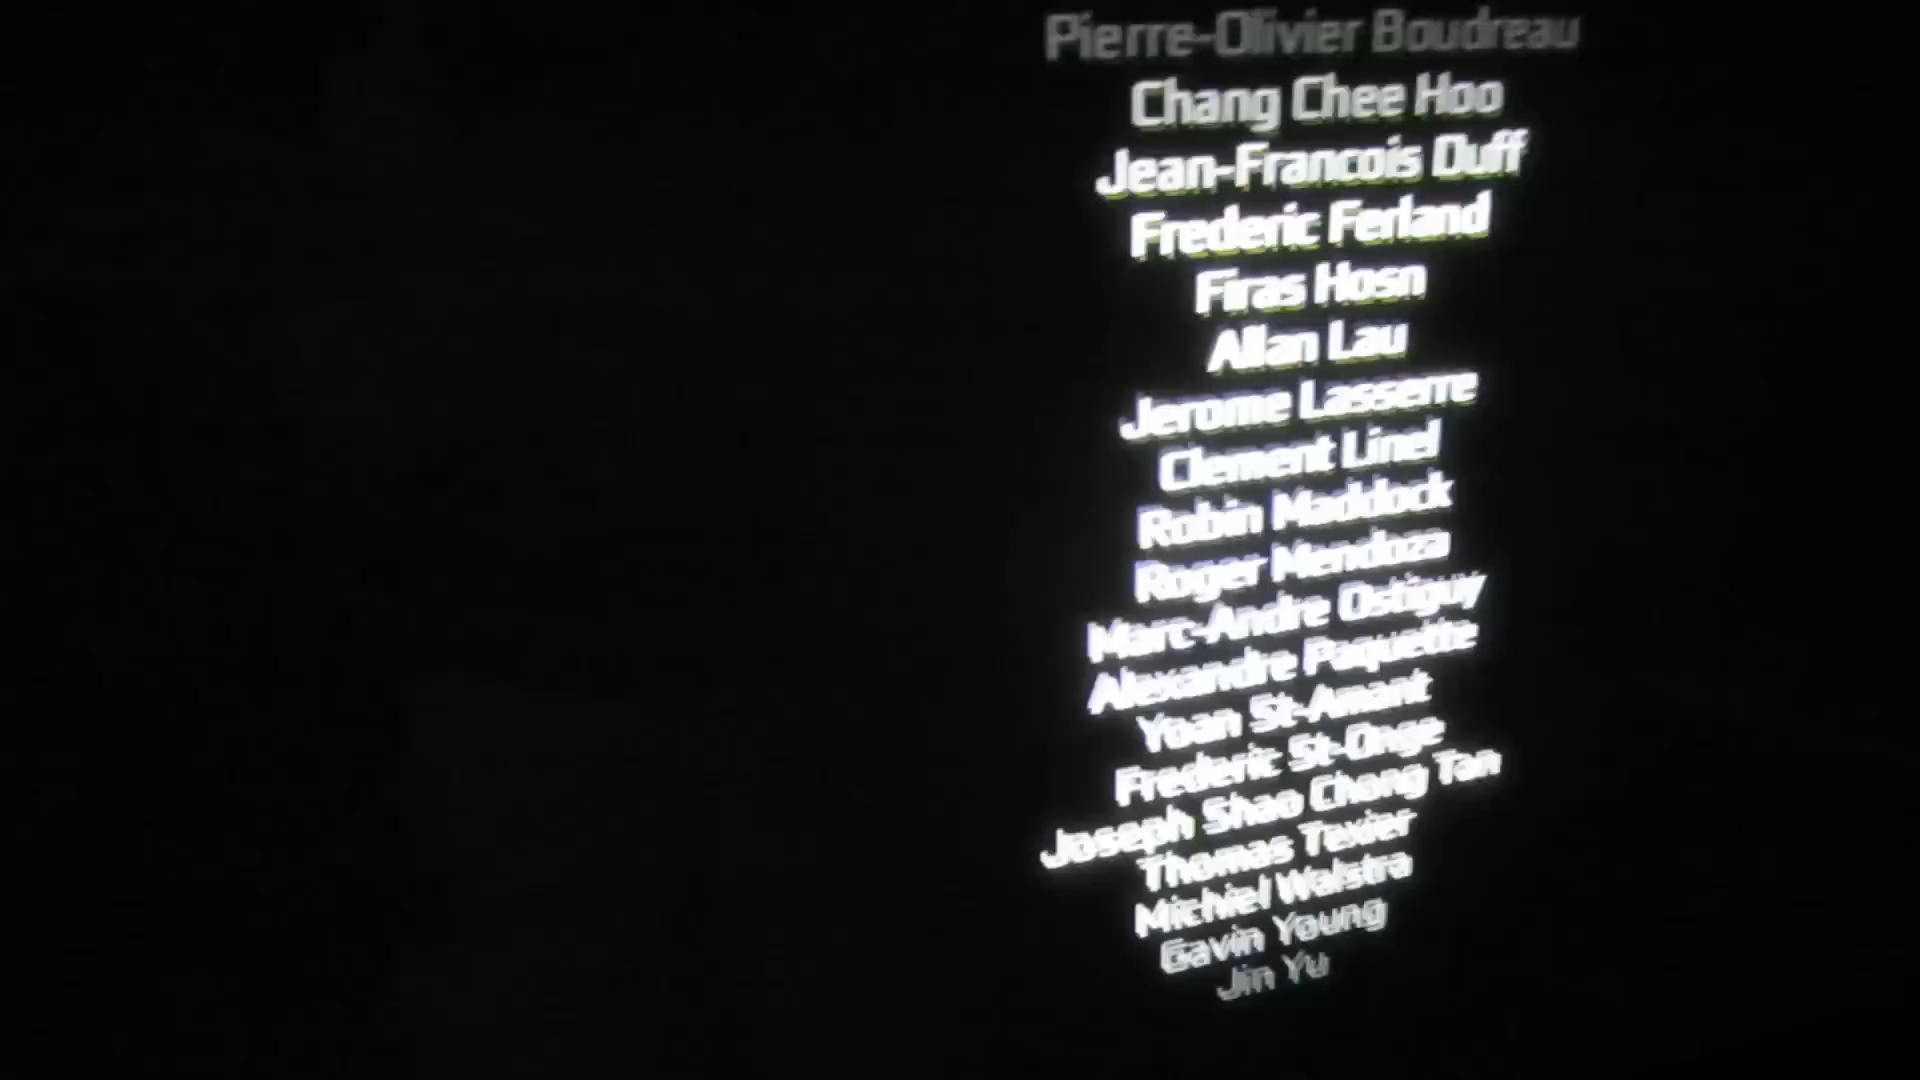 Pierre-Olivier Boudreau
Chang Chee Hoo
Jean-Francois Duff
Frederic Ferland
Firas Hosn
Allan Lau
Jerome Lasserre
Clement Linel
Robin Maddock
Roger Mendoza
Marc-Andre Ostiguy
Alexandre Paquette
Yoan St-Amant
Frederic St-Onge
Joseph Shao Chong Tan
Thomas Texier
Michiel Walstra
Gavin Young
Jin Yu